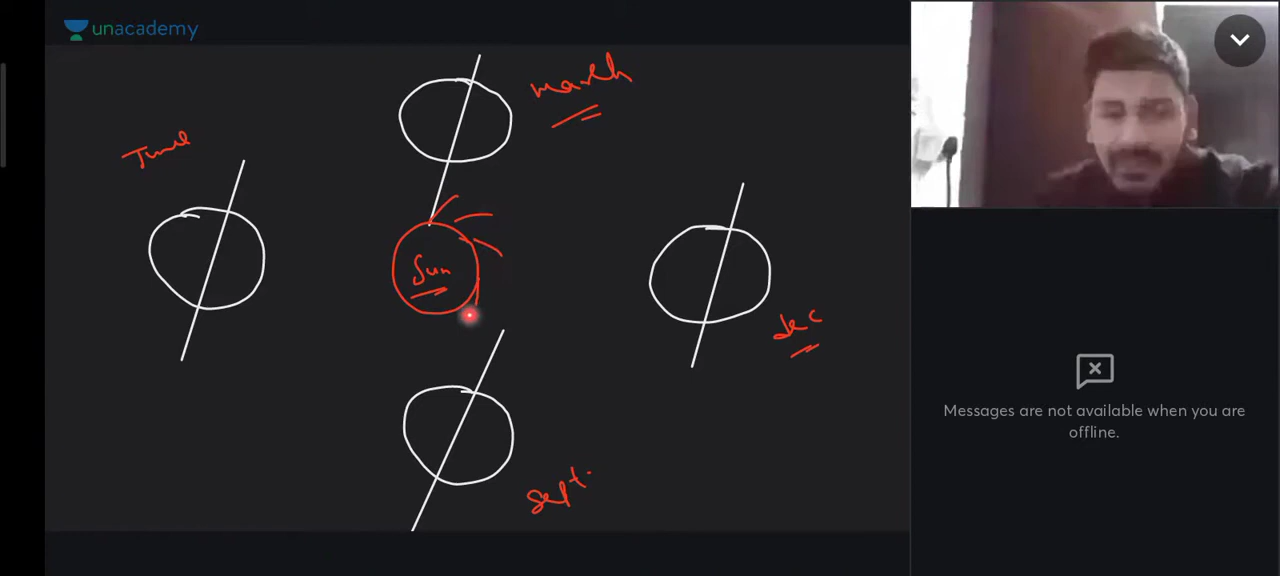 unacademy
March
June
Sun
Dec
Sept.
Messages are not available when you are
offline.